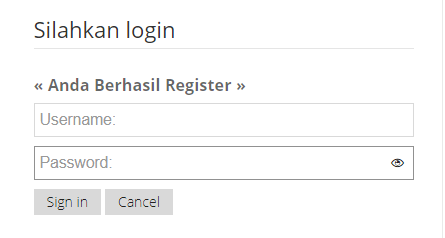 Silahkan login
« Anda Berhasil Register »
Username:
Password:
Sign in Cancel